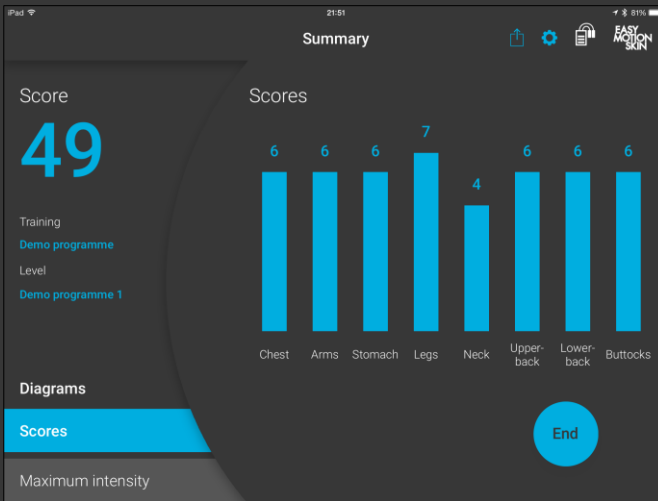 iPad
21:51
81%
Summary
EASY
MOTION
SKIN
Score
49
Training
Demo programme
Level
Demo programme 1
Diagrams
Scores
Maximum intensity
Scores
6 6 6 7 4 6 6 6
Chest Arms Stomach Legs Neck Upper-back Lower-back Buttocks
End